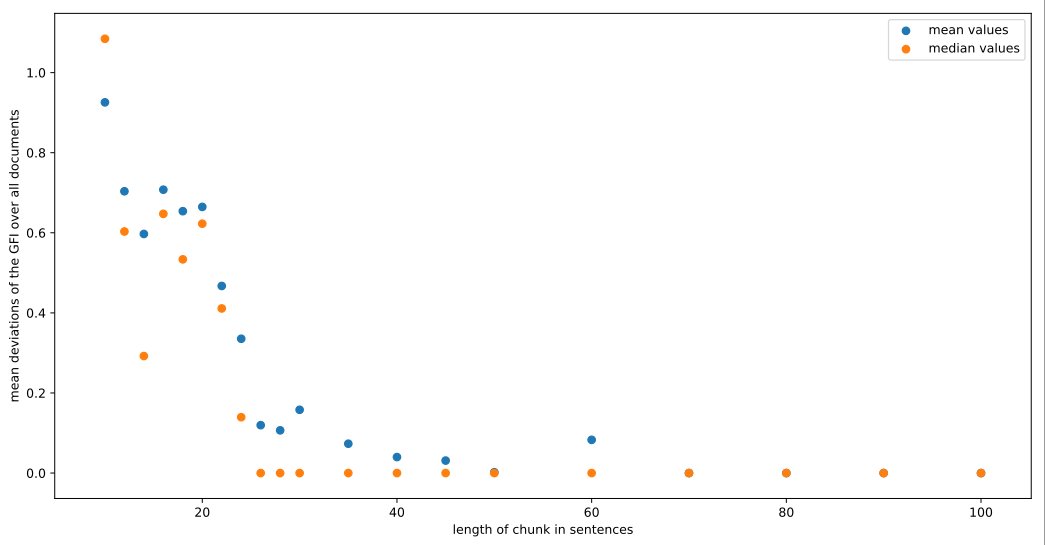 mean values
median values
1.0
0.8
0.6
0.4
0.2
0.0
mean deviations of the GFI over all documents
20 40 60 80 100
length of chunk in sentences